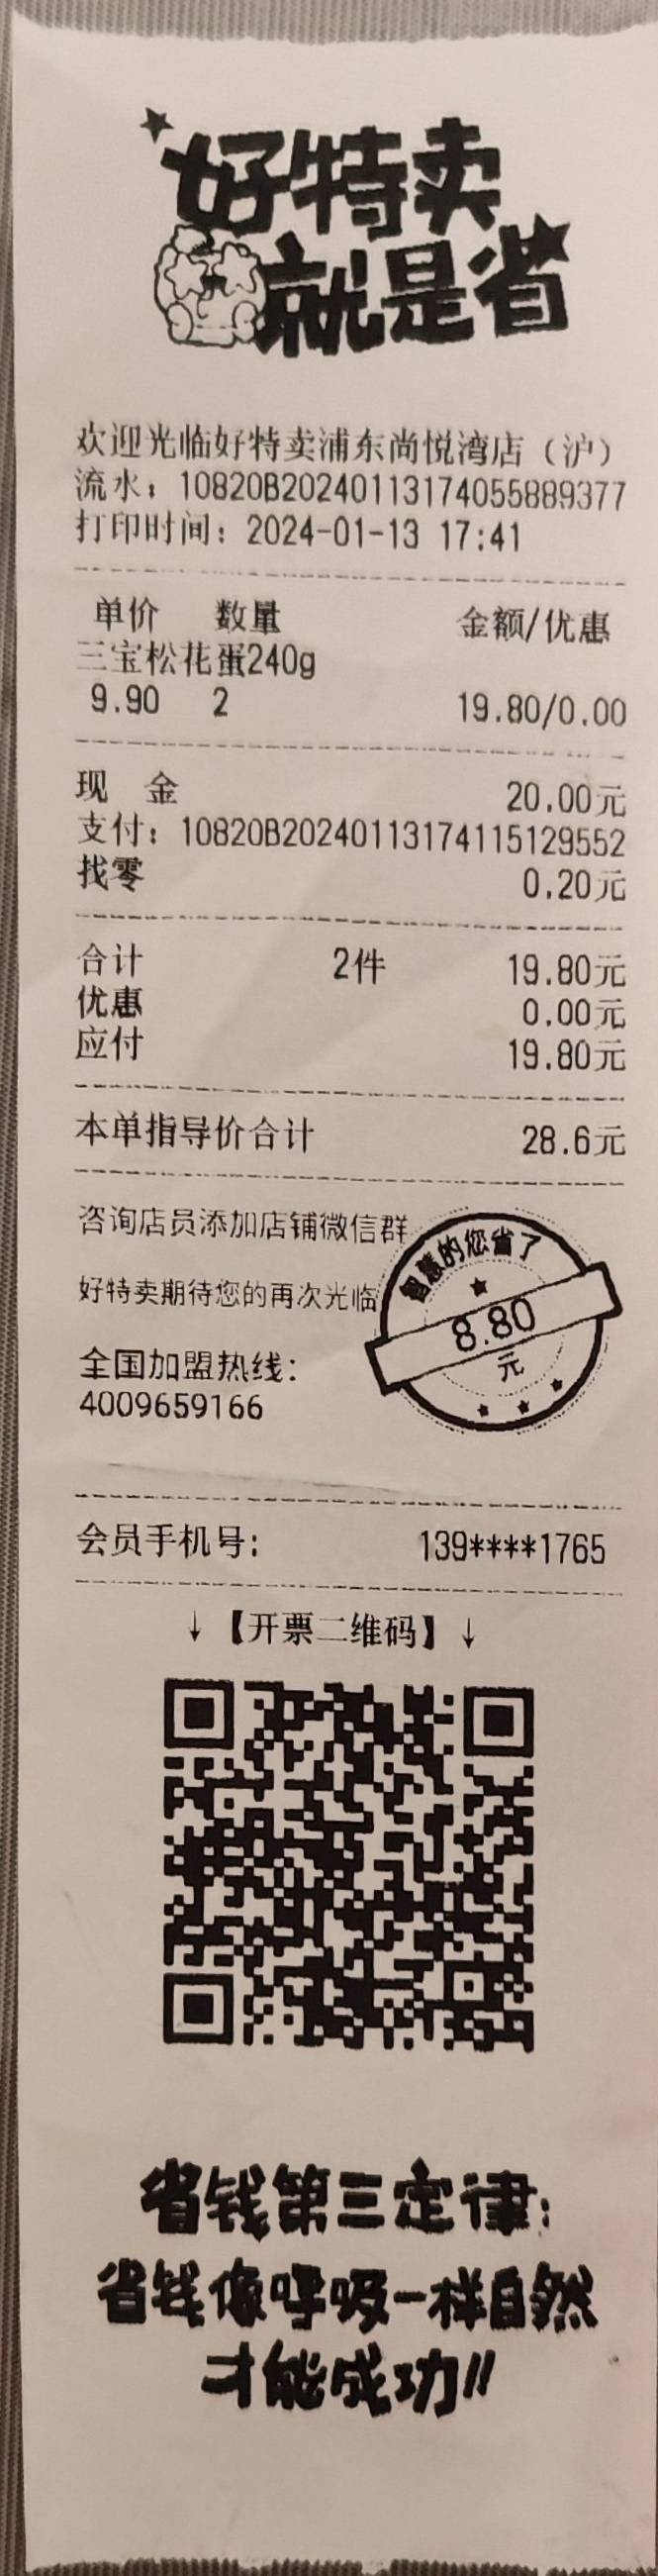 好特卖
就是省
欢迎光临好特卖浦东尚悦湾店（沪）
流水：10820B20240113174055889377
打印时间：2024-01-13 17:41
单价 数量 金额/优惠
三宝松花蛋240g
9.90 2 19.80/0.00
现 金 20.00元
支付：10820B20240113174115129552
找零 0.20元
合计 2件 19.80元
优惠 0.00元
应付 19.80元
本单指导价合计 28.6元
咨询店员添加店铺微信群
好特卖期待您的再次光临
智慧的您省了
8.80
元
全国加盟热线：
4009659166
会员手机号： 139****1765
↓【开票二维码】↓
省钱第三定律：
省钱像呼吸一样自然
才能成功!!